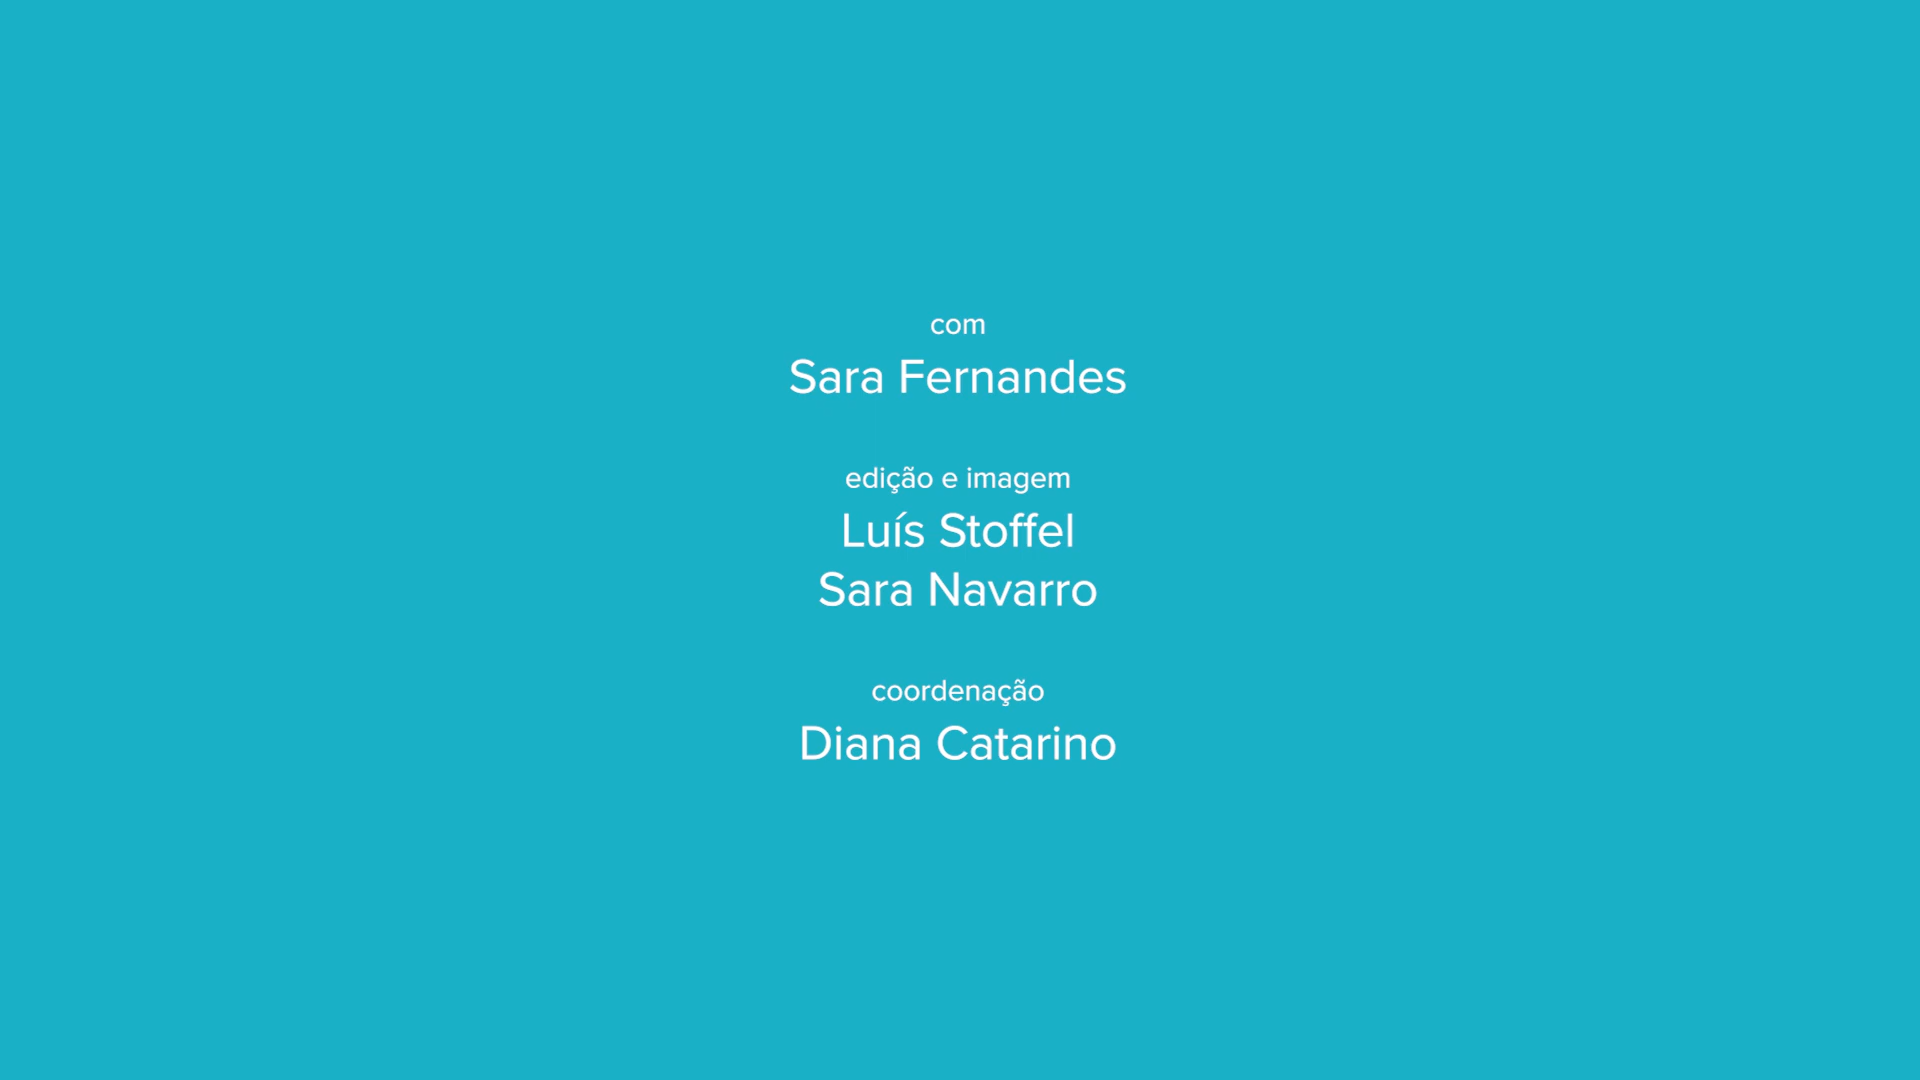 com
Sara Fernandes
edição e imagem
Luís Stoffel
Sara Navarro
coordenação
Diana Catarino